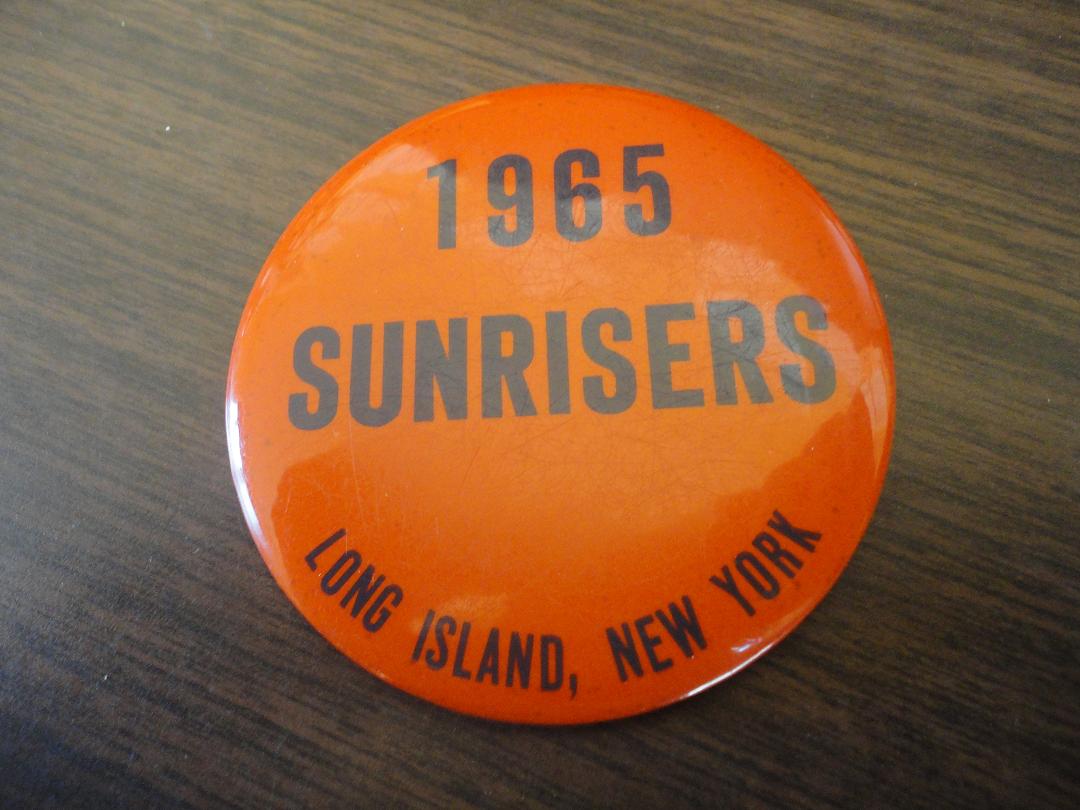 1965
SUNRISERS
LONG ISLAND, NEW YORK